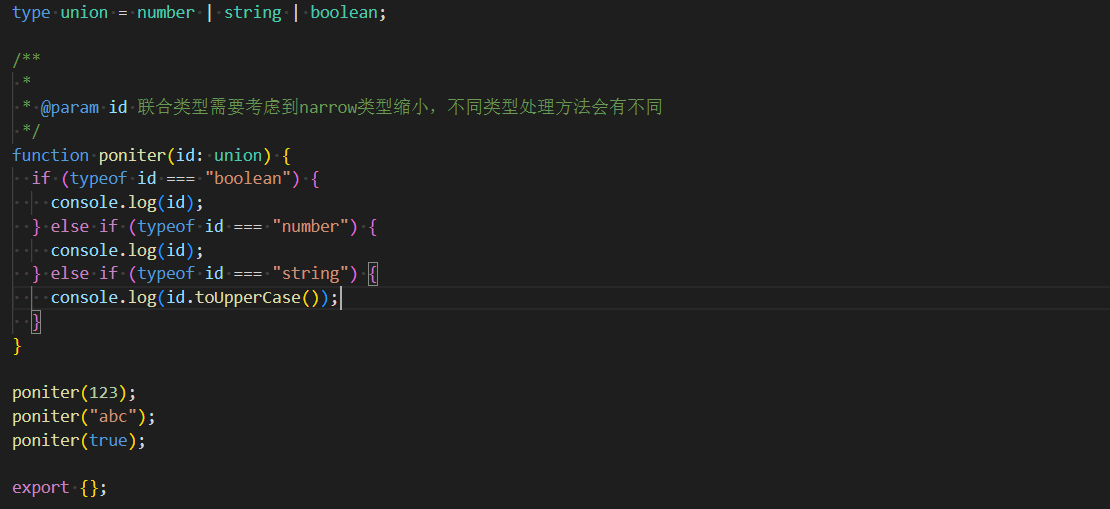 type union = number | string | boolean;
/**
 *
 * @param id 联合类型需要考虑到narrow类型缩小，不同类型处理方法会有不同
 */
function poniter(id: union) {
  if (typeof id === "boolean") {
    console.log(id);
  } else if (typeof id === "number") {
    console.log(id);
  } else if (typeof id === "string") {
    console.log(id.toUpperCase());
  }
}
poniter(123);
poniter("abc");
poniter(true);
export {};